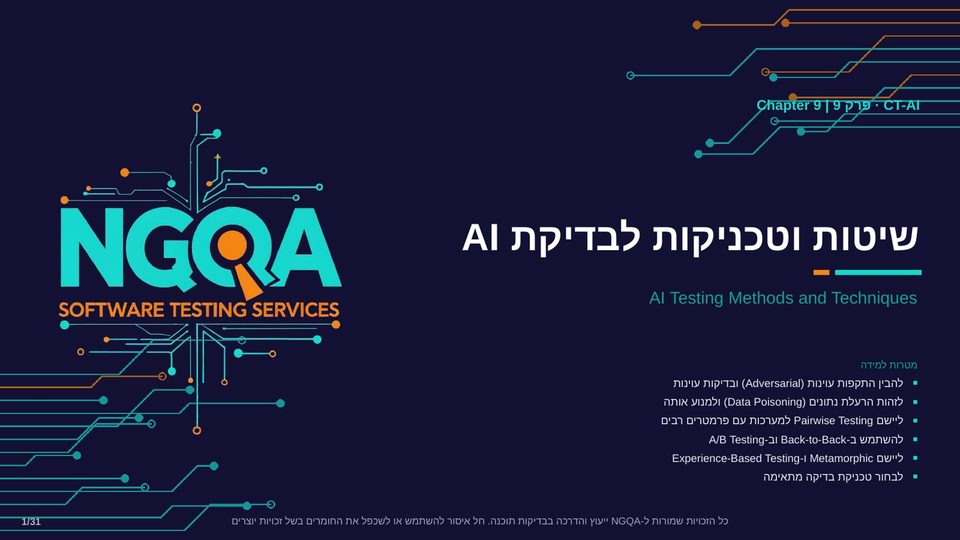 CT-AI · פרק 9 | Chapter 9
NGQA
SOFTWARE TESTING SERVICES
שיטות וטכניקות לבדיקת AI
AI Testing Methods and Techniques
מטרות למידה
▪ להבין התקפות עוינות (Adversarial) ובדיקות עוינות
▪ לזהות הרעלת נתונים (Data Poisoning) ולמנוע אותה
▪ ליישם Pairwise Testing למערכות עם פרמטרים רבים
▪ להשתמש ב-Back-to-Back וב-A/B Testing
▪ ליישם Metamorphic ו-Experience-Based Testing
▪ לבחור טכניקת בדיקה מתאימה
כל הזכויות שמורות ל-NGQA ייעוץ והדרכה בבדיקות תוכנה. חל איסור להשתמש או לשכפל את החומרים בשל זכויות יוצרים
1/31